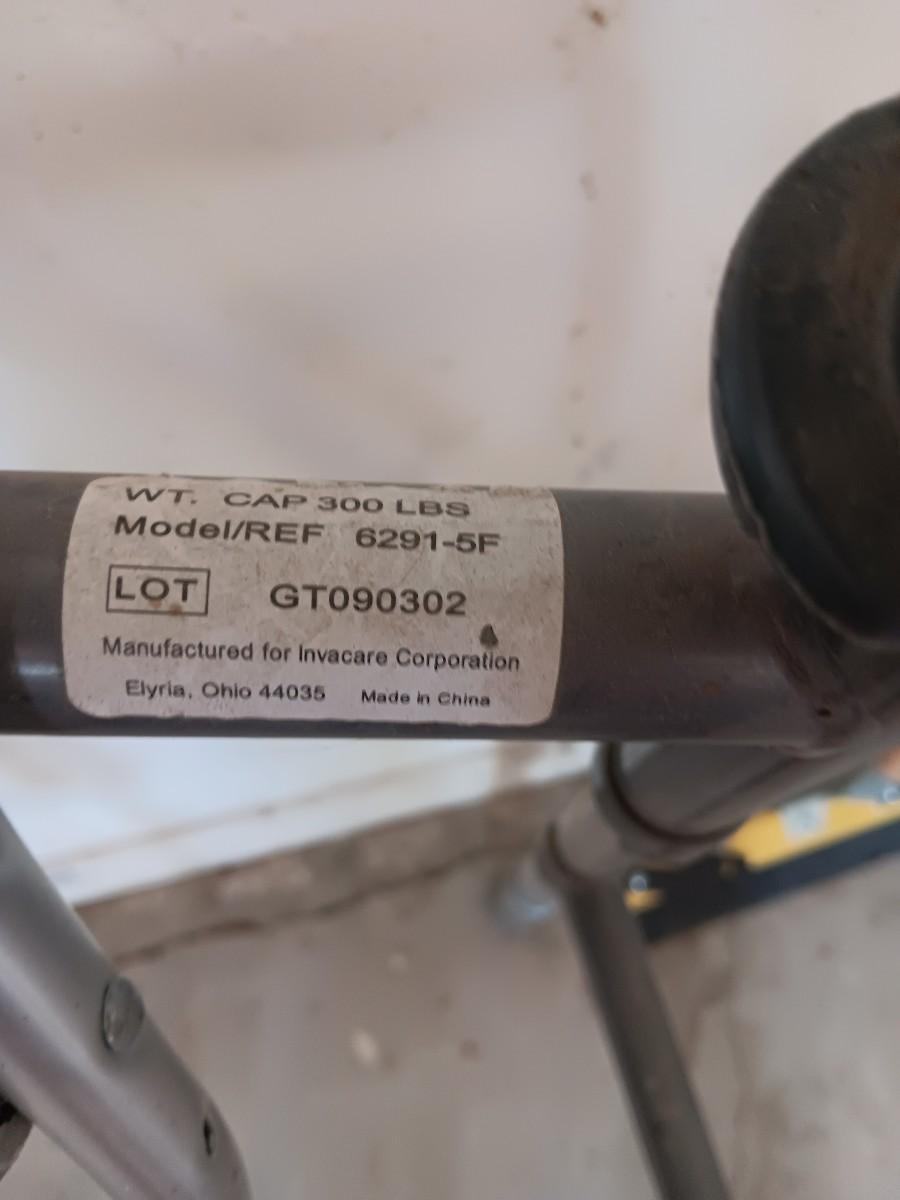 WT. CAP 300 LBS
Model/REF 6291-5F
LOT GT090302
Manufactured for Invacare Corporation
Elyria, Ohio 44035 Made in China